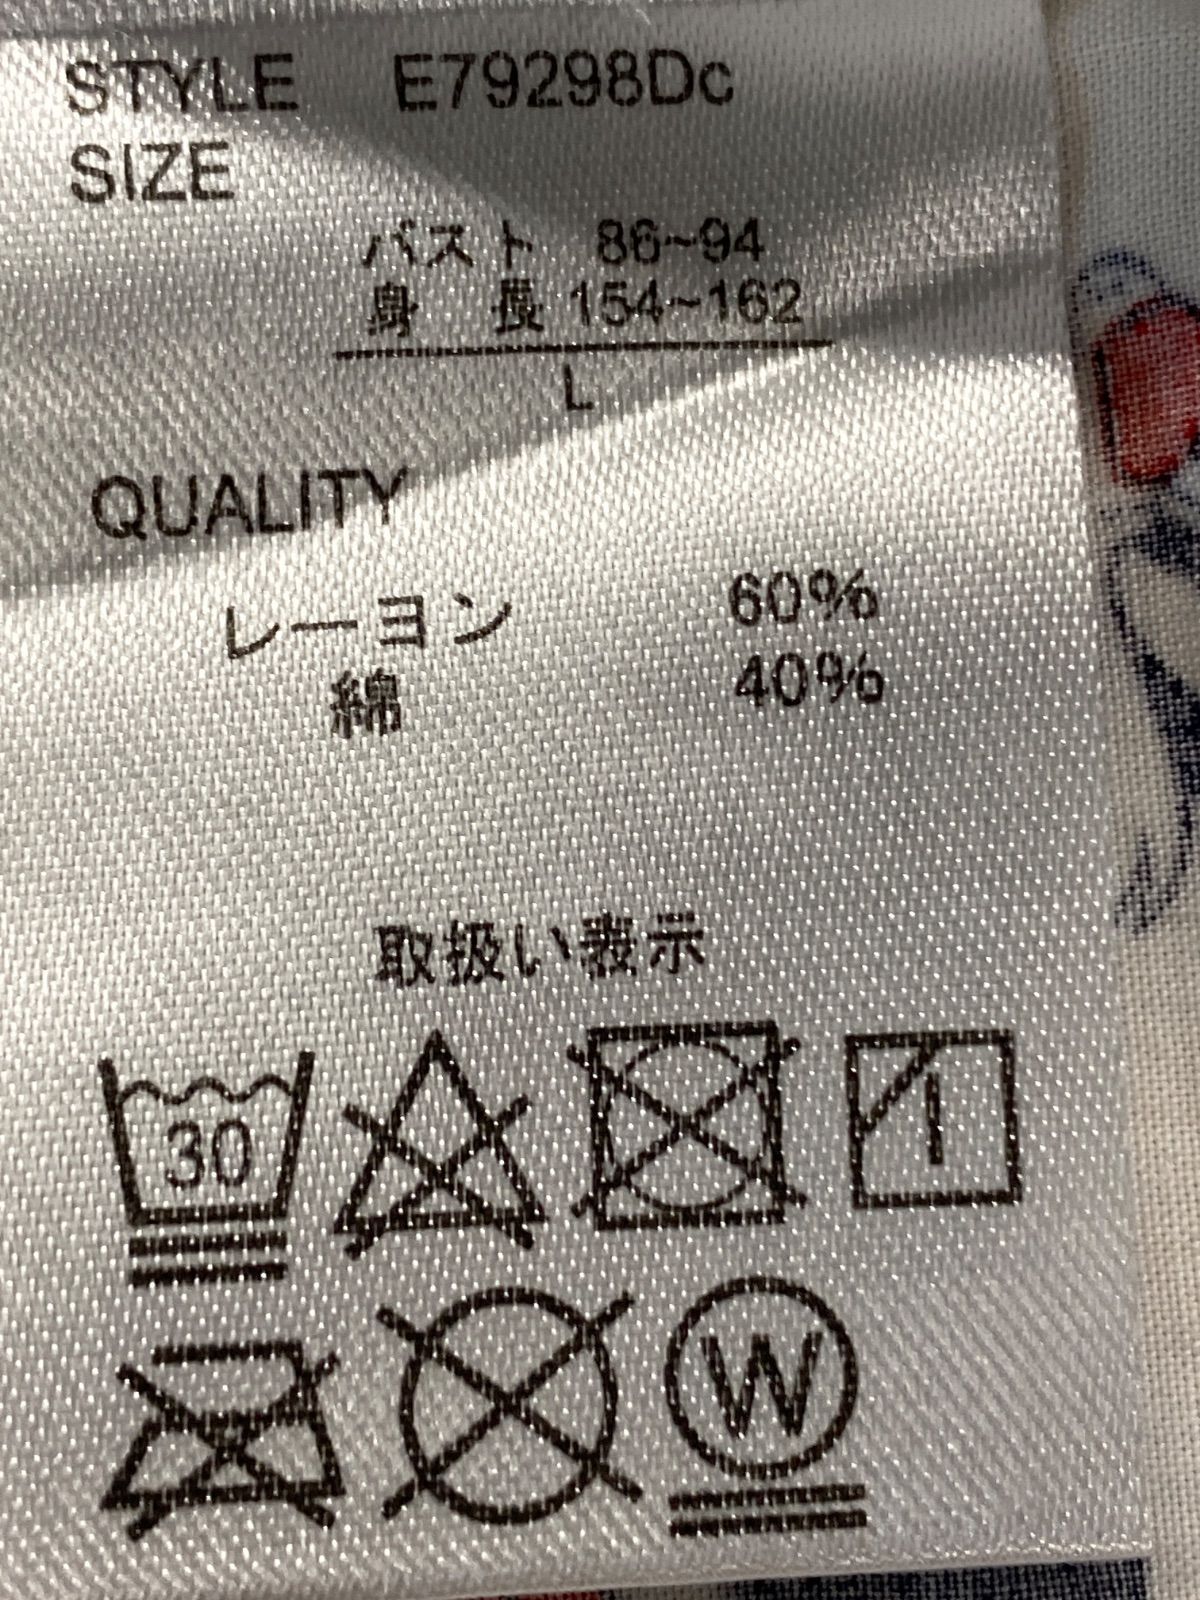 STYLE E79298Dc
SIZE
バスト 86~94
身 長 154~162
L
QUALITY
レーヨン 60%
綿 40%
取扱い表示
30
W